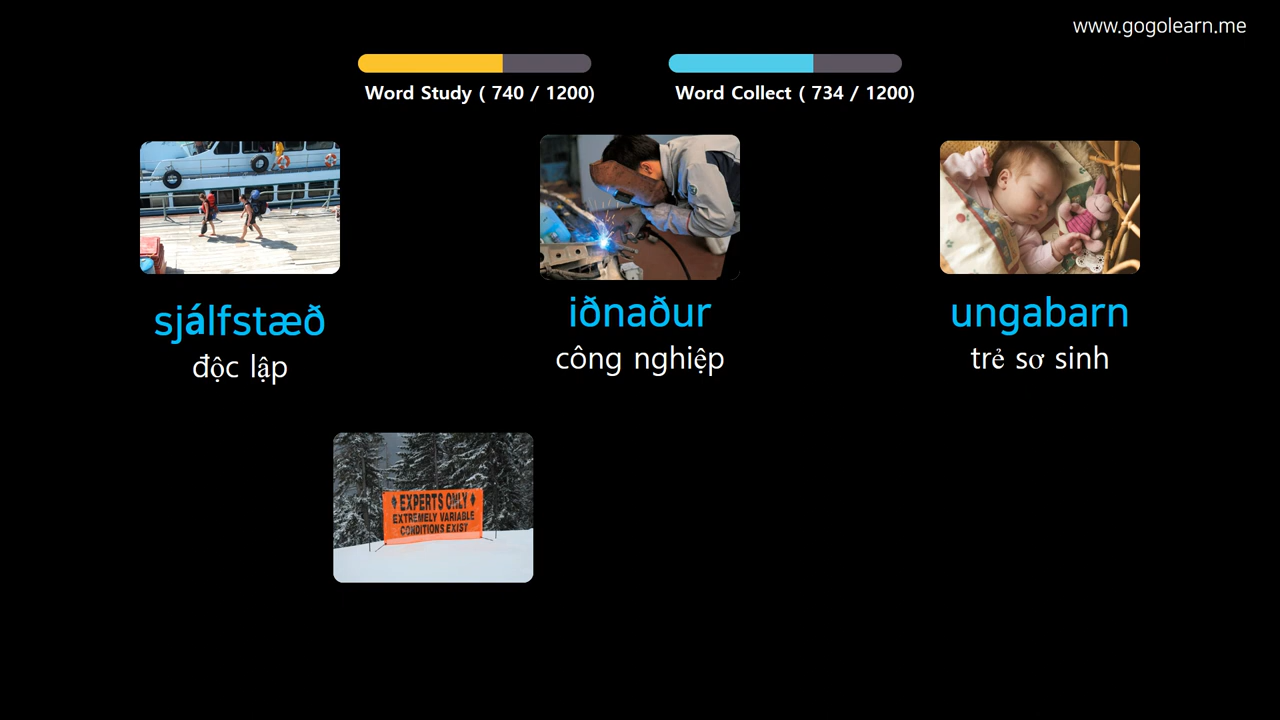 www.gogolearn.me
Word Study ( 740 / 1200)
Word Collect ( 734 / 1200)
sjálfstæð
độc lập
iðnaður
công nghiệp
ungabarn
trẻ sơ sinh
EXPERTS ONLY
EXTREMELY VARIABLE
CONDITIONS EXIST